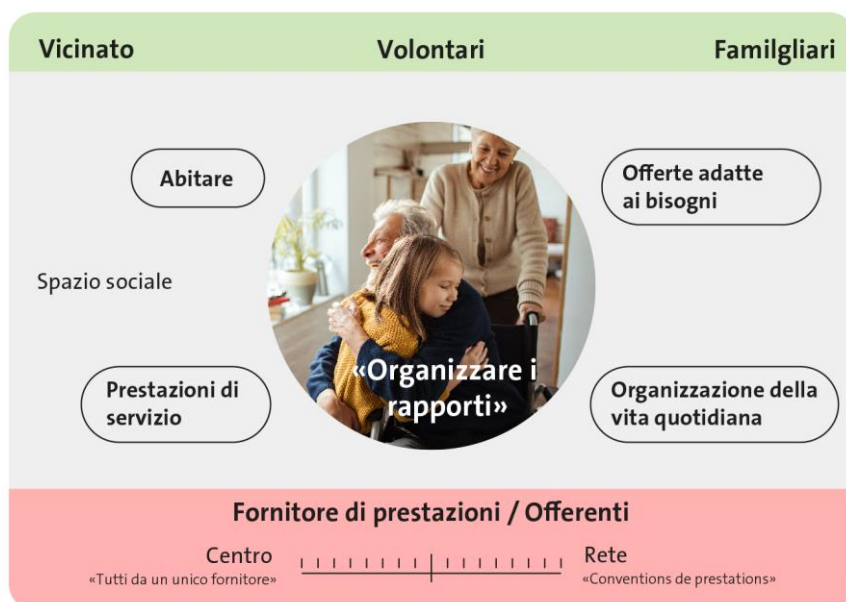 Vicinato
Volontari
Familgliari
Abitare
Offerte adatte
ai bisogni
Spazio sociale
«Organizzare i
rapporti»
Prestazioni di
servizio
Organizzazione della
vita quotidiana
Fornitore di prestazioni / Offerenti
Centro
«Tutti da un unico fornitore»
Rete
«Conventions de prestations»